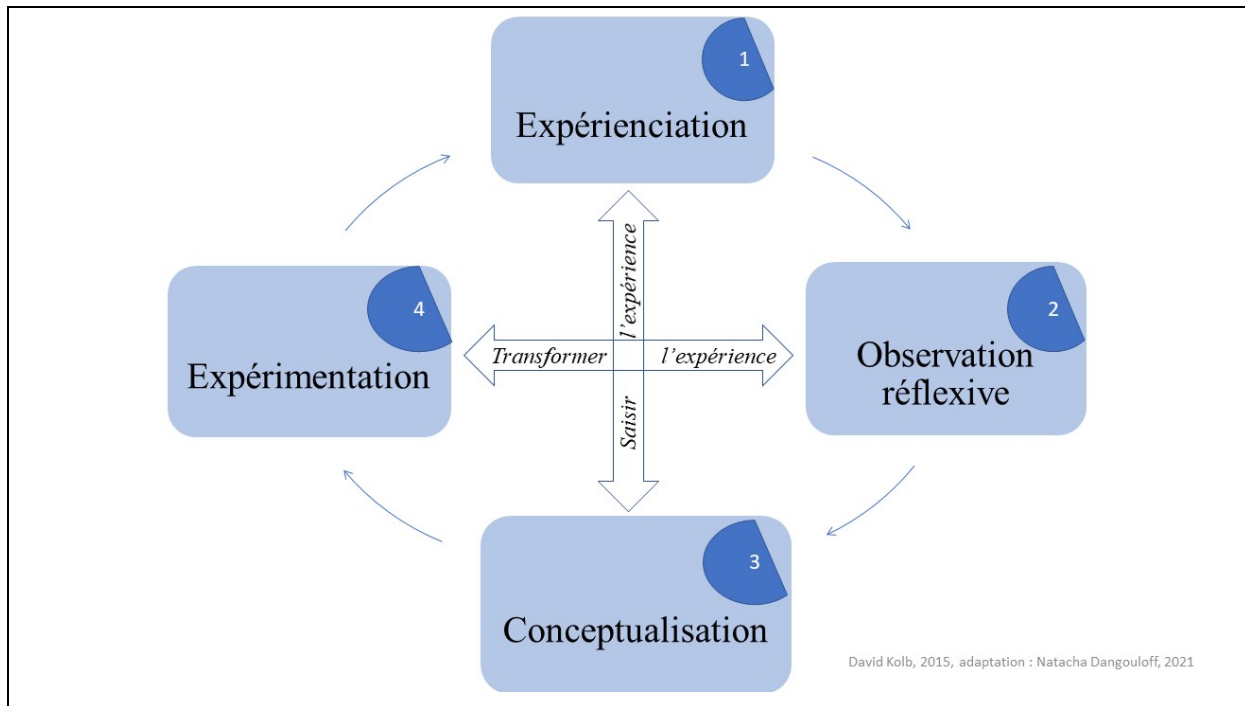 1
Expérienciation
4
Expérimentation
l'expérience
Transformer
l'expérience
Saisir
2
Observation
réflexive
3
Conceptualisation
David Kolb, 2015, adaptation : Natacha Dangouloff, 2021